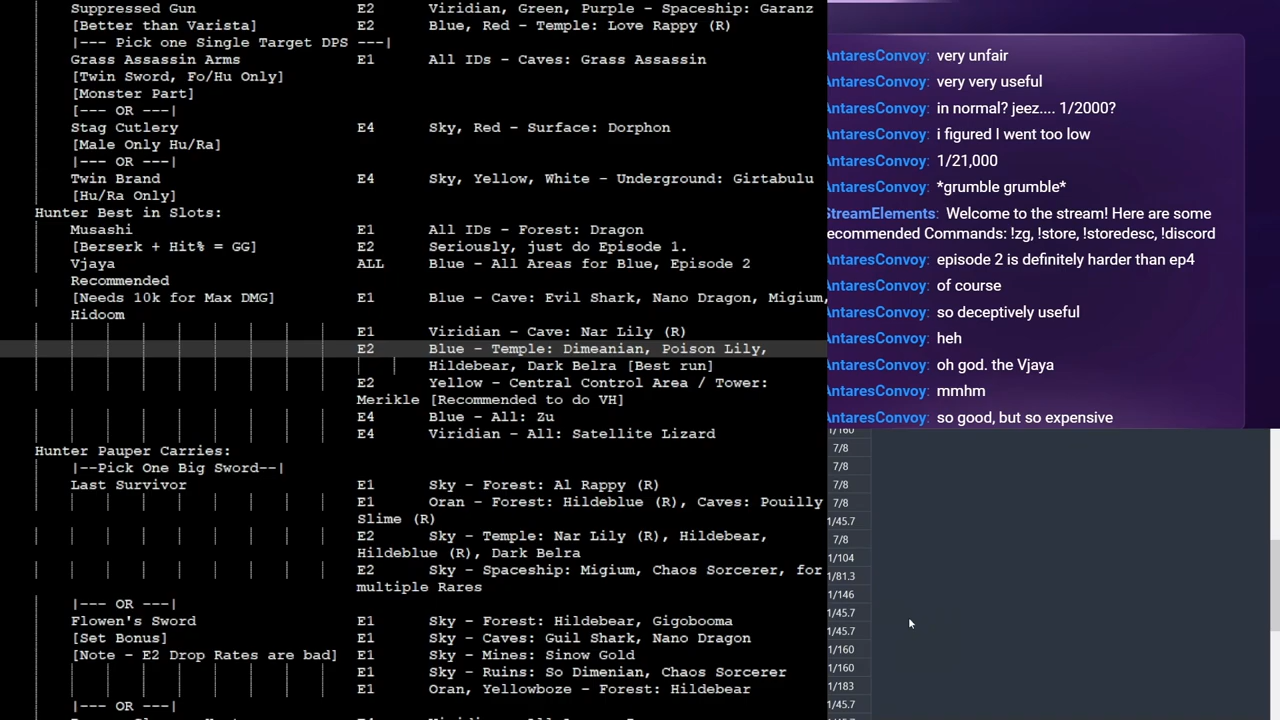 Suppressed Gun E2 Viridian, Green, Purple - Spaceship: Garanz
[Better than Varista] E2 Blue, Red - Temple: Love Rappy (R)
|--- Pick one Single Target DPS ---|
Grass Assassin Arms E1 All IDs - Caves: Grass Assassin
[Twin Sword, Fo/Hu Only]
[Monster Part]
[--- OR ---|
Stag Cutlery E4 Sky, Red - Surface: Dorphon
[Male Only Hu/Ra]
|--- OR ---|
Twin Brand E4 Sky, Yellow, White - Underground: Girtabulu
[Hu/Ra Only]
Hunter Best in Slots:
Musashi E1 All IDs - Forest: Dragon
[Berserk + Hit% = GG] E2 Seriously, just do Episode 1.
Vjaya ALL Blue - All Areas for Blue, Episode 2
Recommended
[Needs 10k for Max DMG] E1 Blue - Cave: Evil Shark, Nano Dragon, Migium,
Hidoom
E1 Viridian - Cave: Nar Lily (R)
E2 Blue - Temple: Dimeanian, Poison Lily,
Hildebear, Dark Belra [Best run]
E2 Yellow - Central Control Area / Tower:
Merikle [Recommended to do VH]
E4 Blue - All: Zu
E4 Viridian - All: Satellite Lizard
Hunter Pauper Carries:
|--Pick One Big Sword--|
Last Survivor E1 Sky - Forest: Al Rappy (R)
E1 Oran - Forest: Hildeblue (R), Caves: Pouilly
Slime (R)
E2 Sky - Temple: Nar Lily (R), Hildebear,
Hildeblue (R), Dark Belra
E2 Sky - Spaceship: Migium, Chaos Sorcerer, for
multiple Rares
|--- OR ---|
Flowen's Sword E1 Sky - Forest: Hildebear, Gigobooma
[Set Bonus] E1 Sky - Caves: Guil Shark, Nano Dragon
[Note - E2 Drop Rates are bad] E1 Sky - Mines: Sinow Gold
E1 Sky - Ruins: So Dimenian, Chaos Sorcerer
E1 Oran, Yellowboze - Forest: Hildebear
|--- OR ---|
AntaresConvoy: very unfair
AntaresConvoy: very very useful
AntaresConvoy: in normal? jeez.... 1/2000?
AntaresConvoy: i figured I went too low
AntaresConvoy: 1/21,000
AntaresConvoy: *grumble grumble*
StreamElements: Welcome to the stream! Here are some
ecommended Commands: !zg, !store, !storedesc, !discord
AntaresConvoy: episode 2 is definitely harder than ep4
AntaresConvoy: of course
AntaresConvoy: so deceptively useful
AntaresConvoy: heh
AntaresConvoy: oh god. the Vjaya
AntaresConvoy: mmhm
AntaresConvoy: so good, but so expensive
1/160
7/8
7/8
7/8
7/8
1/45.7
7/8
1/104
1/81.3
1/146
1/45.7
1/45.7
1/160
1/160
1/183
1/45.7